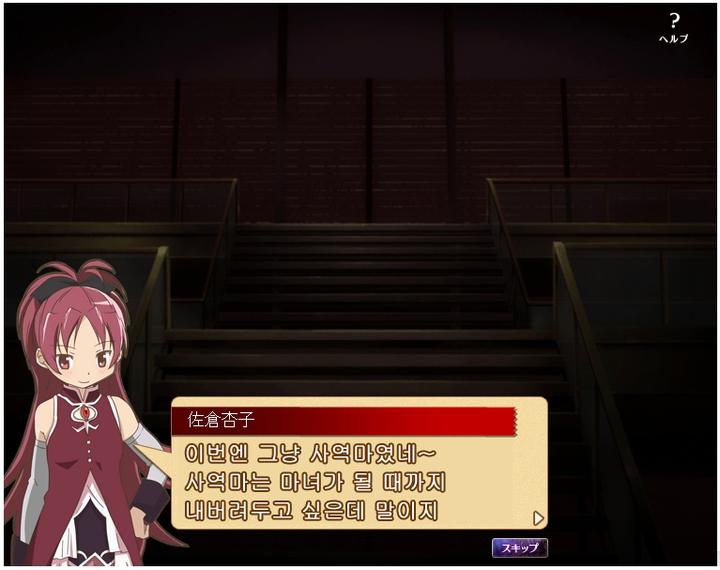 ?
ヘルプ
佐倉杏子
이번엔 그냥 사역마였네~
사역마는 마녀가 될 때까지
내버려두고 싶은데 말이지
スキップ